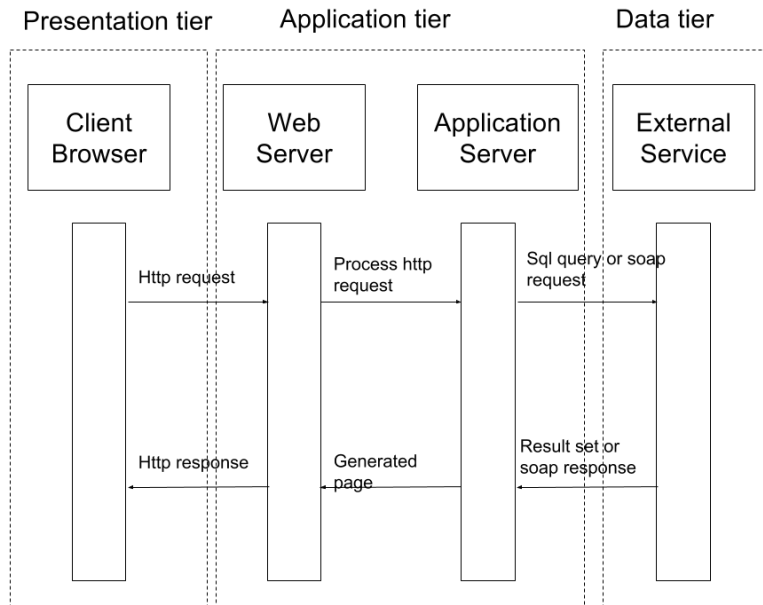 Presentation tier
Application tier
Data tier
Client
Browser
Web
Server
Application
Server
External
Service
Http request
Process http
request
Sql query or soap
request
Http response
Generated
page
Result set or
soap response